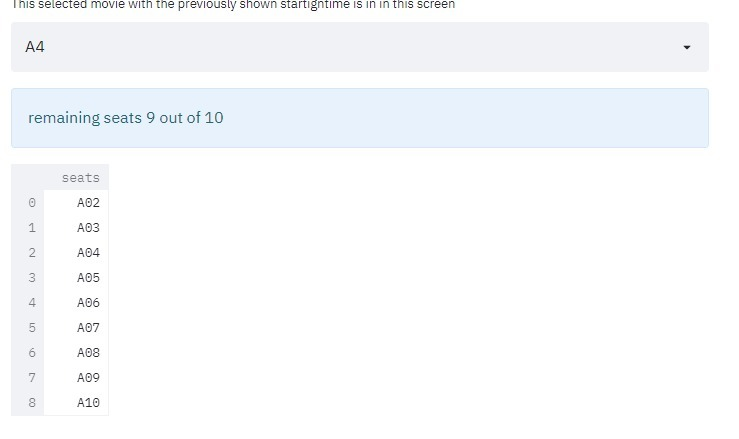 This selected movie with the previously shown startigntime is in in this screen
A4
remaining seats 9 out of 10
seats
0 A02
1 A03
2 A04
3 A05
4 A06
5 A07
6 A08
7 A09
8 A10